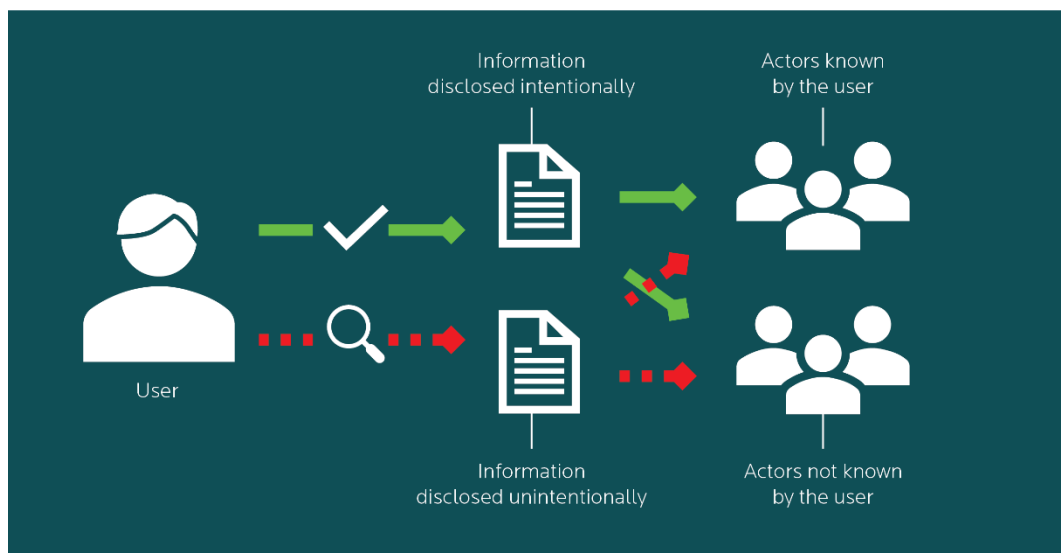 Information
disclosed intentionally
Actors known
by the user
User
Information
disclosed unintentionally
Actors not known
by the user